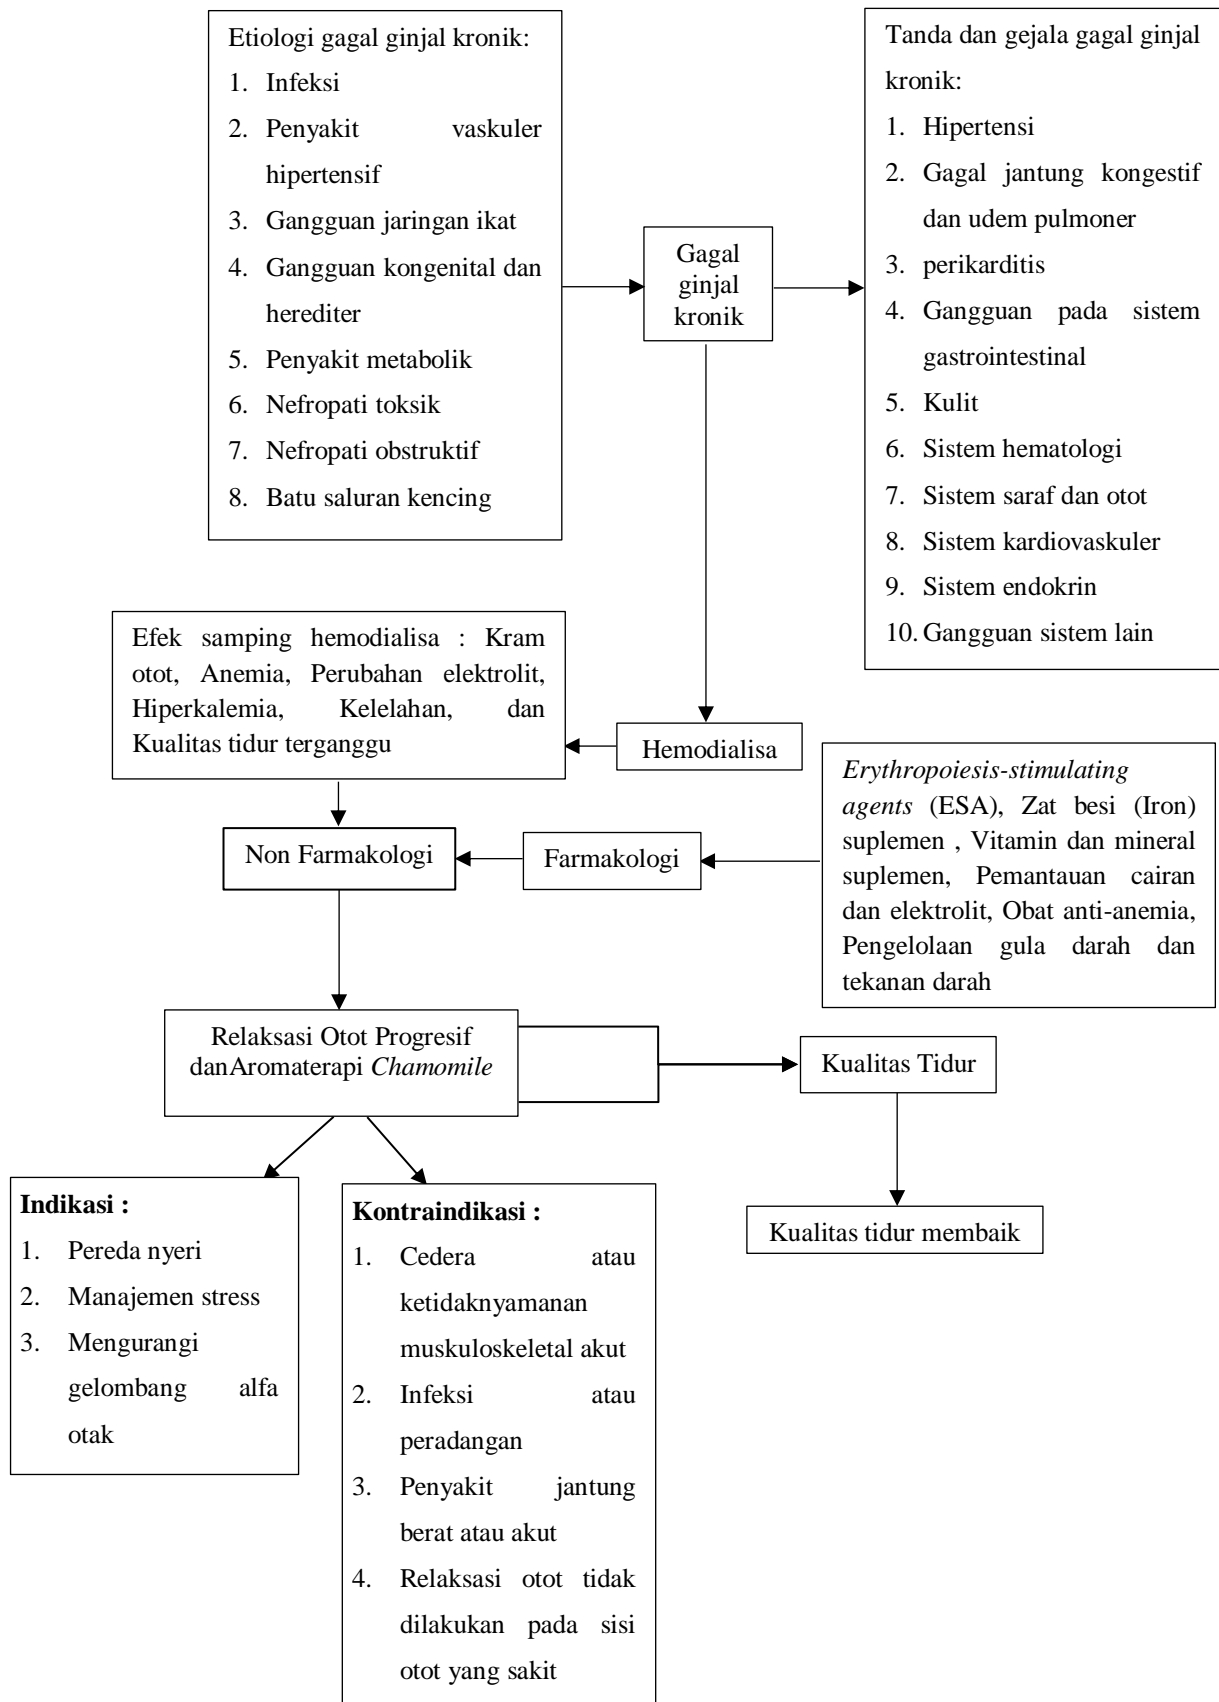 Etiologi gagal ginjal kronik:
1. Infeksi
2. Penyakit vaskuler
hipertensif
3. Gangguan jaringan ikat
4. Gangguan kongenital dan
herediter
5. Penyakit metabolik
6. Nefropati toksik
7. Nefropati obstruktif
8. Batu saluran kencing
Gagal
ginjal
kronik
Tanda dan gejala gagal ginjal
kronik:
1. Hipertensi
2. Gagal jantung kongestif
dan udem pulmoner
3. perikarditis
4. Gangguan pada sistem
gastrointestinal
5. Kulit
6. Sistem hematologi
7. Sistem saraf dan otot
8. Sistem kardiovaskuler
9. Sistem endokrin
10. Gangguan sistem lain
Efek samping hemodialisa : Kram
otot, Anemia, Perubahan elektrolit,
Hiperkalemia, Kelelahan, dan
Kualitas tidur terganggu
Hemodialisa
Erythropoiesis-stimulating
agents (ESA), Zat besi (Iron)
suplemen , Vitamin dan mineral
suplemen, Pemantauan cairan
dan elektrolit, Obat anti-anemia,
Pengelolaan gula darah dan
tekanan darah
Non Farmakologi
Farmakologi
Relaksasi Otot Progresif
danAromaterapi Chamomile
Kualitas Tidur
Kualitas tidur membaik
Indikasi :
1. Pereda nyeri
2. Manajemen stress
3. Mengurangi
gelombang alfa
otak
Kontraindikasi :
1. Cedera atau
ketidaknyamanan
muskuloskeletal akut
2. Infeksi atau
peradangan
3. Penyakit jantung
berat atau akut
4. Relaksasi otot tidak
dilakukan pada sisi
otot yang sakit